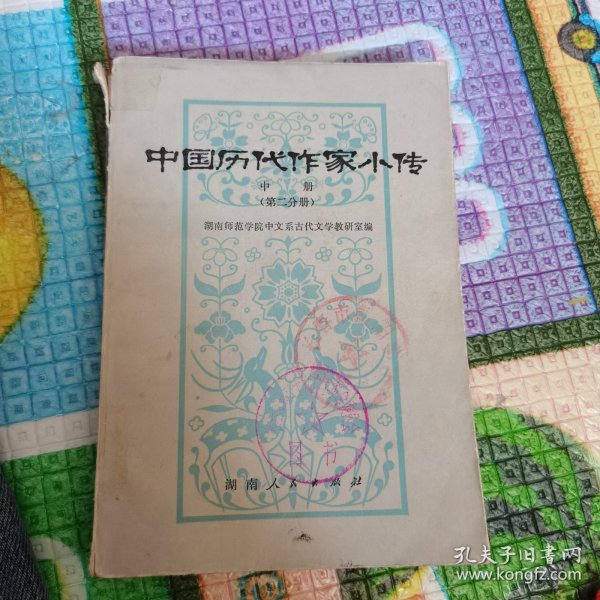 中国历代作家小传
中 册
(第二分册)
湖南师范学院中文系古代文学教研室编
图 书
湖南人民出版社
孔夫子旧书网
www.kongfz.com